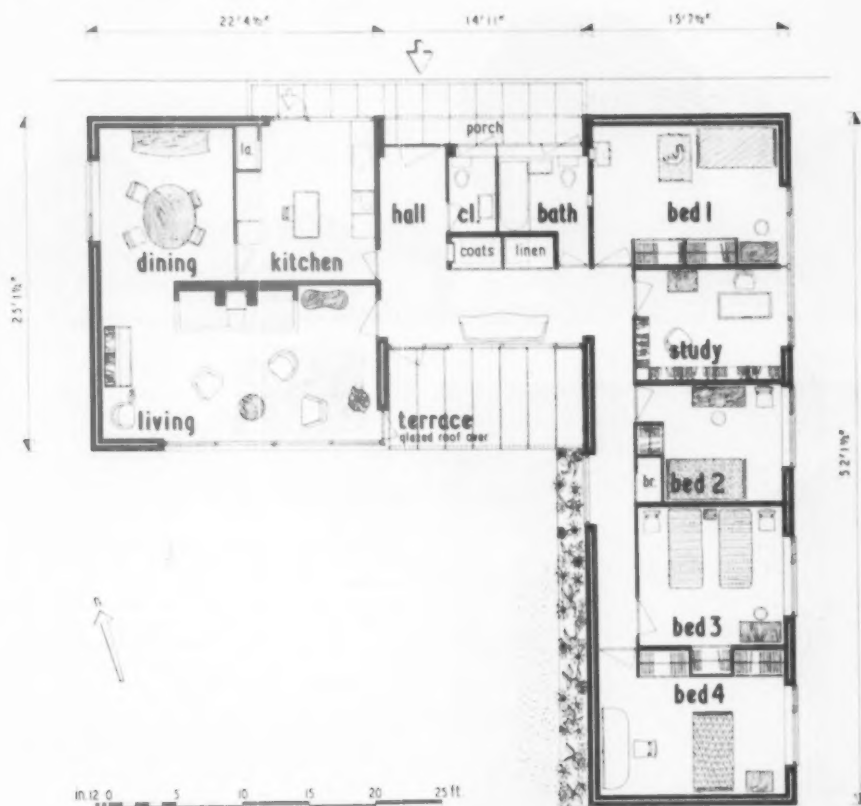 22'4½" 14'11" 15'7½"
porch
la.
hall cl. bath bed 1
coats linen
dining kitchen
25'1½"
study
living terrace
glazed roof over
52'1½"
br. bed 2
n
bed 3
bed 4
in.12 0 5 10 15 20 25 ft.